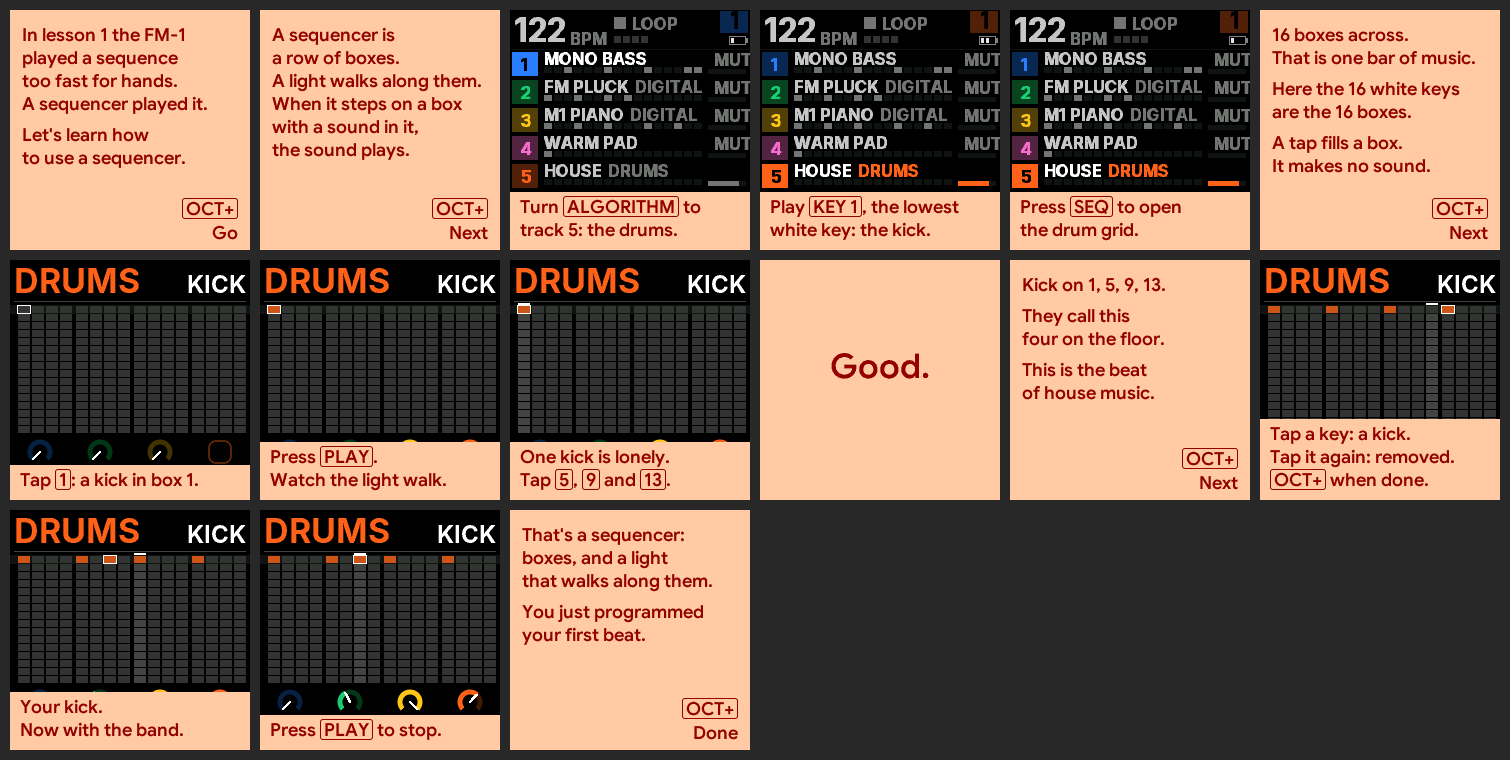 In lesson 1 the FM-1
played a sequence
too fast for hands.
A sequencer played it.
Let's learn how
to use a sequencer.
OCT+
Go
A sequencer is
a row of boxes.
A light walks along them.
When it steps on a box
with a sound in it,
the sound plays.
OCT+
Next
122 BPM LOOP 1
1 MONO BASS MUT
2 FM PLUCK DIGITAL
3 M1 PIANO DIGITAL
4 WARM PAD MUT
5 HOUSE DRUMS
Turn ALGORITHM to
track 5: the drums.
122 BPM LOOP 1
1 MONO BASS MUT
2 FM PLUCK DIGITAL
3 M1 PIANO DIGITAL
4 WARM PAD MUT
5 HOUSE DRUMS
Play KEY 1, the lowest
white key: the kick.
122 BPM LOOP 1
1 MONO BASS MUT
2 FM PLUCK DIGITAL
3 M1 PIANO DIGITAL
4 WARM PAD MUT
5 HOUSE DRUMS
Press SEQ to open
the drum grid.
16 boxes across.
That is one bar of music.
Here the 16 white keys
are the 16 boxes.
A tap fills a box.
It makes no sound.
OCT+
Next
DRUMS KICK
Tap 1: a kick in box 1.
DRUMS KICK
Press PLAY.
Watch the light walk.
DRUMS KICK
One kick is lonely.
Tap 5, 9 and 13.
Good.
Kick on 1, 5, 9, 13.
They call this
four on the floor.
This is the beat
of house music.
OCT+
Next
DRUMS KICK
Tap a key: a kick.
Tap it again: removed.
OCT+ when done.
DRUMS KICK
Your kick.
Now with the band.
DRUMS KICK
Press PLAY to stop.
That's a sequencer:
boxes, and a light
that walks along them.
You just programmed
your first beat.
OCT+
Done